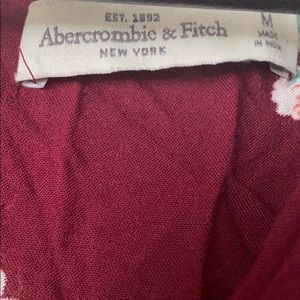 EST. 1892
Abercrombie & Fitch
NEW YORK
M
MADE
IN INDIA